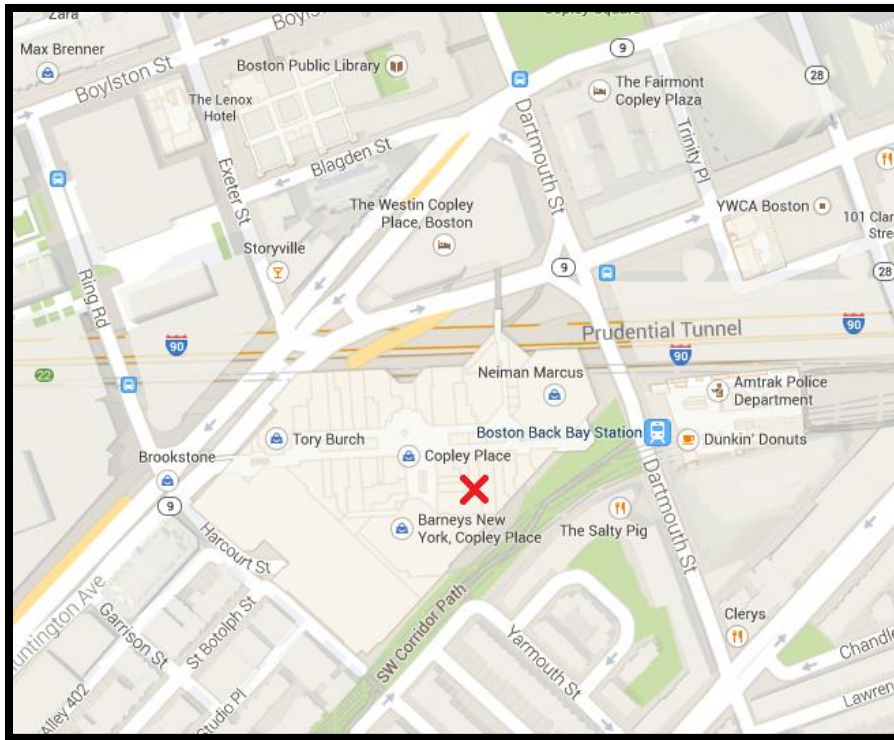 Zara
Copley Square
Max Brenner
Boylston St
Boylston St
Boston Public Library
9
The Fairmont
Copley Plaza
28
The Lenox
Hotel
Dartmouth St
Trinity Pl
Blagden St
Exeter St
The Westin Copley
Place, Boston
YWCA Boston
101 Clar
Stree
Storyville
9
28
Ring Rd
90
Prudential Tunnel
90
90
22
Neiman Marcus
Amtrak Police
Department
Tory Burch
Boston Back Bay Station
Dunkin' Donuts
Brookstone
Copley Place
9
Dartmouth St
Barneys New
York, Copley Place
The Salty Pig
Harcourt St
Huntington Ave
Garrison St
St Botolph St
SW Corridor Path
Yarmouth St
Clerys
Chandle
Alley 402
Studio Pl
Lawren